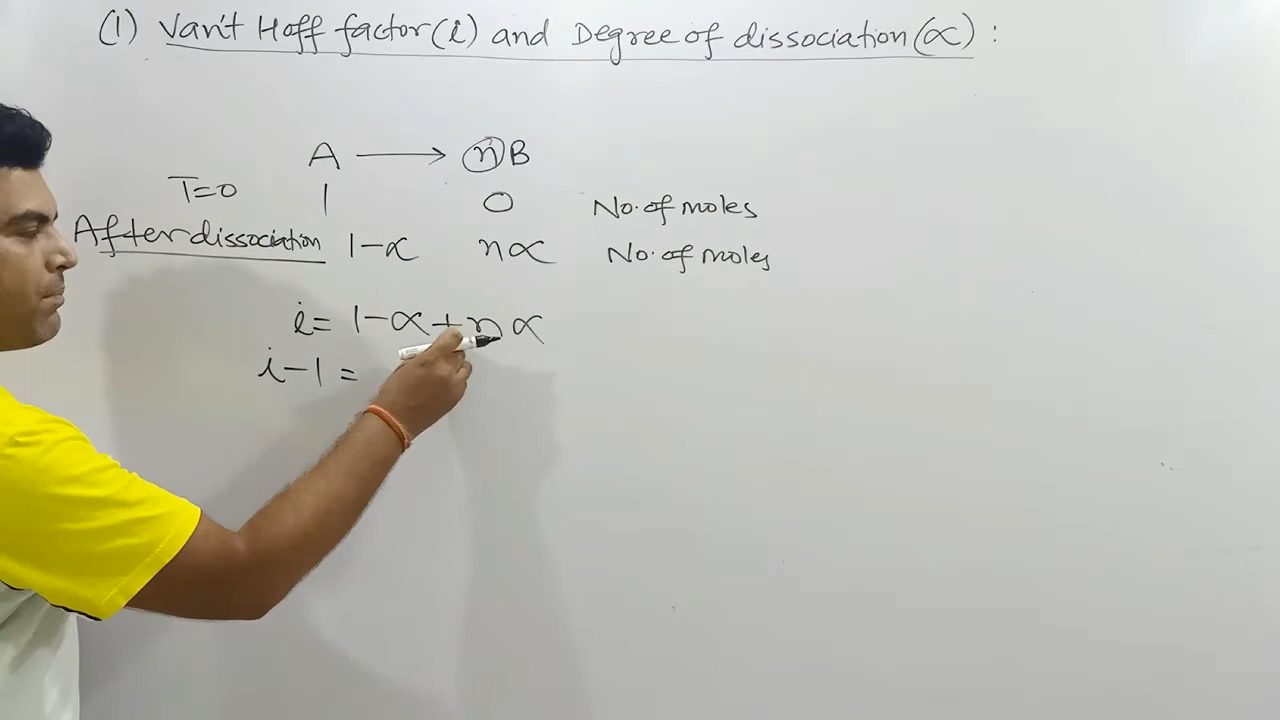 (1) Van't Hoff factor(i) and Degree of dissociation(∝) :
A ⟶ nB
T=0 1 0 No. of moles
After dissociation 1-∝ n∝ No. of moles
i= 1-∝+n∝
i-1 =